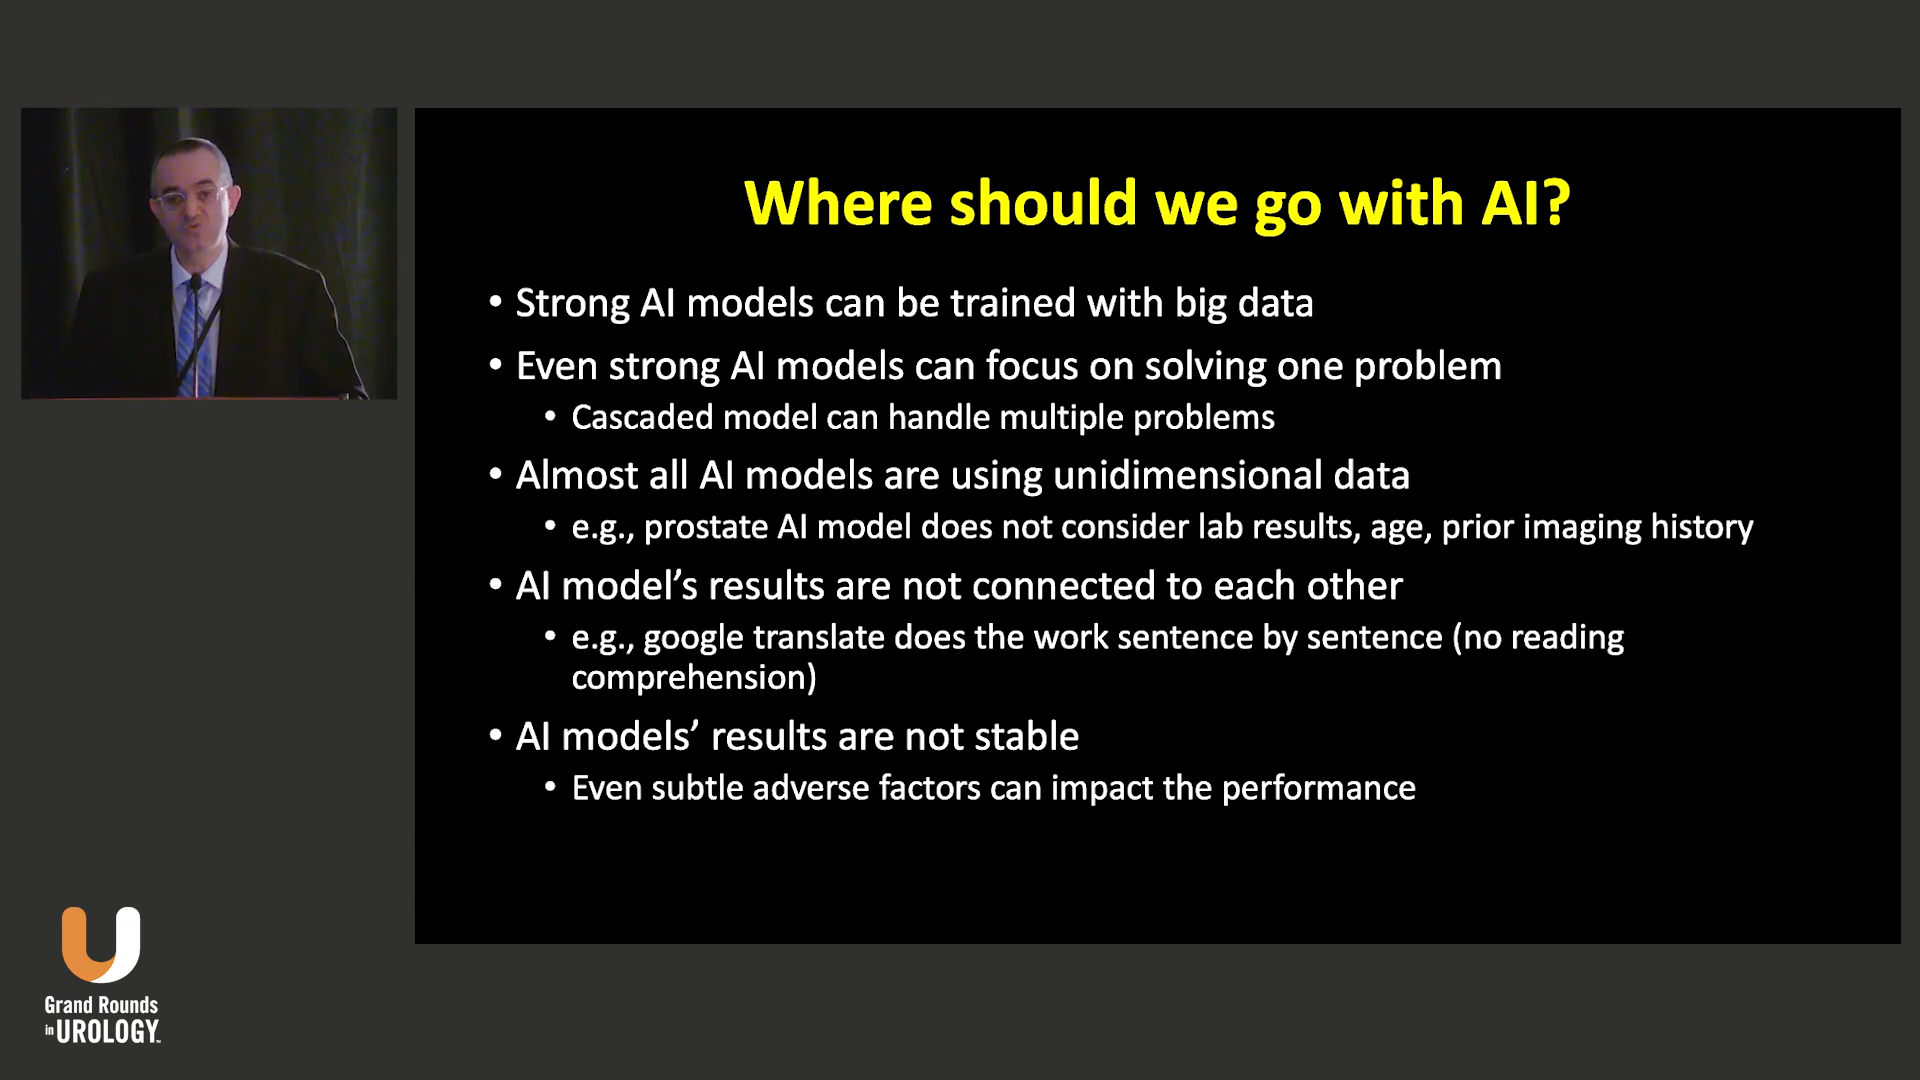 Where should we go with AI?
• Strong AI models can be trained with big data
• Even strong AI models can focus on solving one problem
• Cascaded model can handle multiple problems
• Almost all AI models are using unidimensional data
• e.g., prostate AI model does not consider lab results, age, prior imaging history
• AI model’s results are not connected to each other
• e.g., google translate does the work sentence by sentence (no reading
comprehension)
• AI models’ results are not stable
• Even subtle adverse factors can impact the performance
Grand Rounds
in UROLOGY™